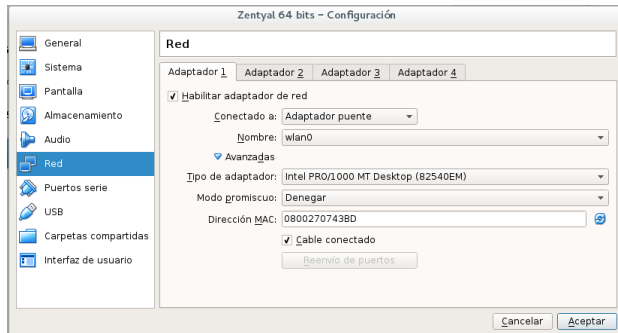 Zentyal 64 bits – Configuración
General
Sistema
Pantalla
Almacenamiento
Audio
Red
Puertos serie
USB
Carpetas compartidas
Interfaz de usuario
Red
Adaptador 1 Adaptador 2 Adaptador 3 Adaptador 4
Habilitar adaptador de red
Conectado a: Adaptador puente
Nombre: wlan0
Avanzadas
Tipo de adaptador: Intel PRO/1000 MT Desktop (82540EM)
Modo promiscuo: Denegar
Dirección MAC: 0800270743BD
Cable conectado
Reenvío de puertos
Cancelar Aceptar